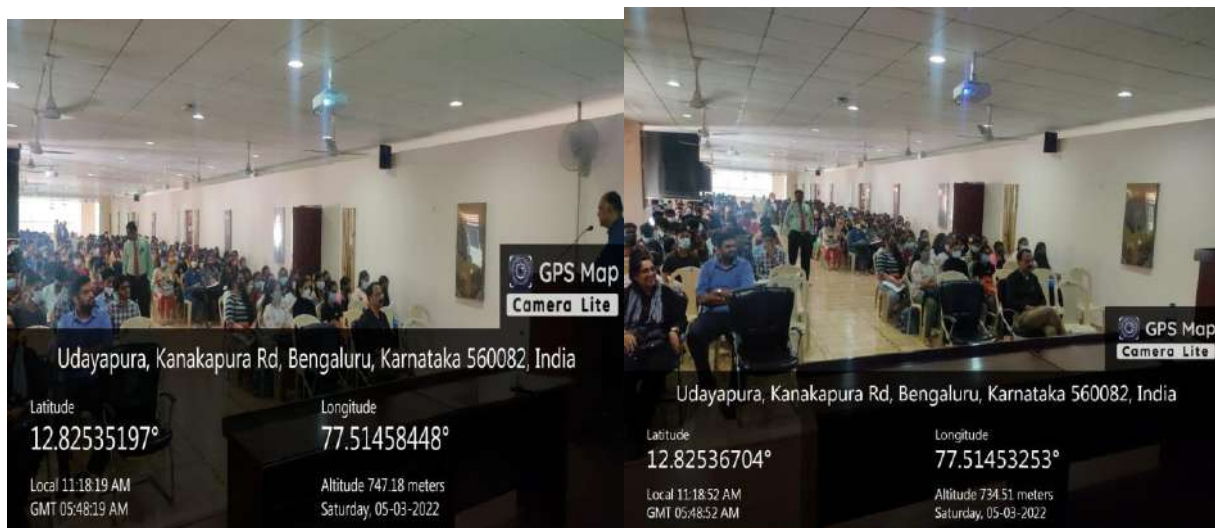 GPS Map
Camera Lite
Udayapura, Kanakapura Rd, Bengaluru, Karnataka 560082, India
Latitude
12.82535197°
Longitude
77.51458448°
Local 11:18:19 AM
GMT 05:48:19 AM
Altitude 747.18 meters
Saturday, 05-03-2022
GPS Map
Camera Lite
Udayapura, Kanakapura Rd, Bengaluru, Karnataka 560082, India
Latitude
12.82536704°
Longitude
77.51453253°
Local 11:18:52 AM
GMT 05:48:52 AM
Altitude 734.51 meters
Saturday, 05-03-2022